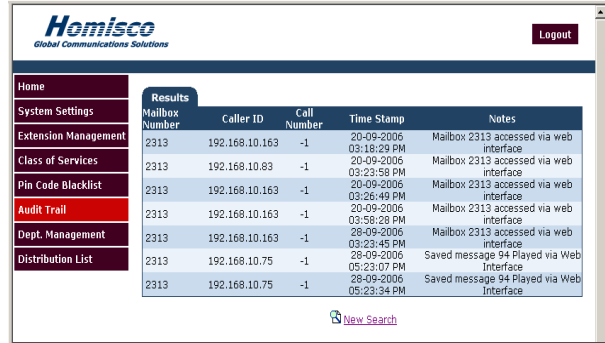 Homisco
Global Communications Solutions
Logout
Home
System Settings
Extension Management
Class of Services
Pin Code Blacklist
Audit Trail
Dept. Management
Distribution List
Results
Mailbox Number Caller ID Call Number Time Stamp Notes
2313 192.168.10.163 -1 20-09-2006 03:18:29 PM Mailbox 2313 accessed via web interface
2313 192.168.10.83 -1 20-09-2006 03:23:58 PM Mailbox 2313 accessed via web interface
2313 192.168.10.163 -1 20-09-2006 03:26:49 PM Mailbox 2313 accessed via web interface
2313 192.168.10.163 -1 20-09-2006 03:58:28 PM Mailbox 2313 accessed via web interface
2313 192.168.10.163 -1 28-09-2006 03:23:45 PM Mailbox 2313 accessed via web interface
2313 192.168.10.75 -1 28-09-2006 05:23:07 PM Saved message 94 Played via Web Interface
2313 192.168.10.75 -1 28-09-2006 05:23:34 PM Saved message 94 Played via Web Interface
New Search